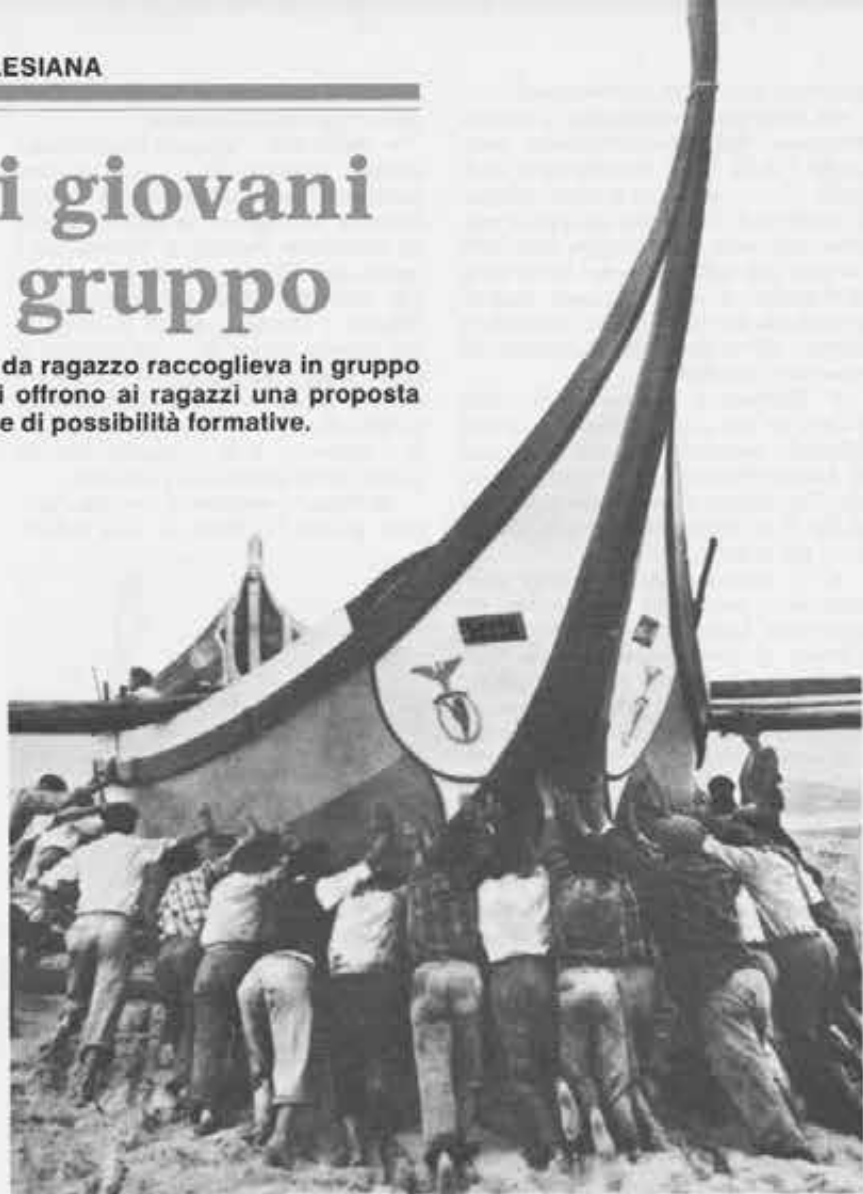 ESIANA
i giovani
gruppo
da ragazzo raccoglieva in gruppo
i offrono ai ragazzi una proposta
e di possibilità formative.